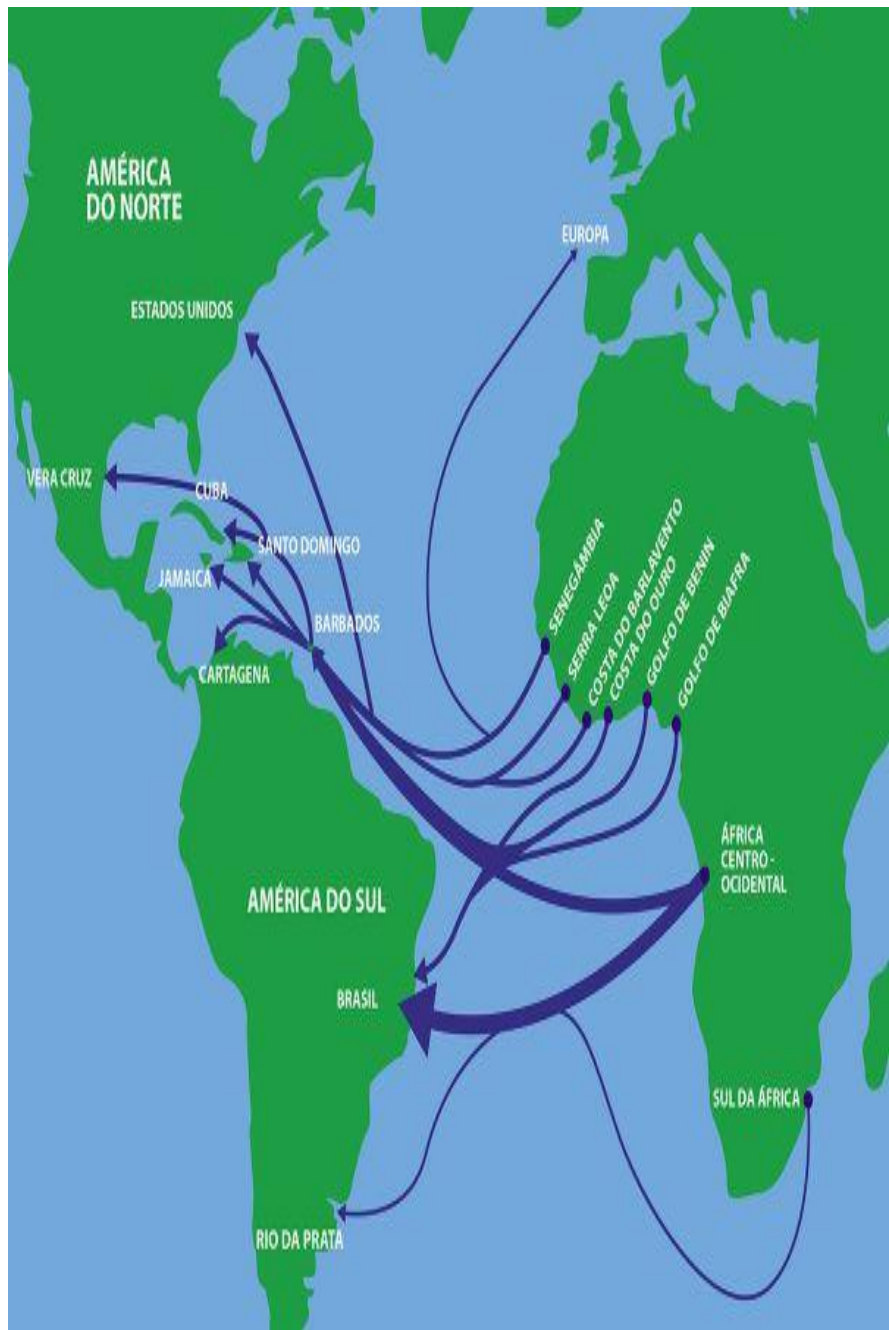 AMÉRICA
DO NORTE
EUROPA
ESTADOS UNIDOS
VERA CRUZ
CUBA
SANTO DOMINGO
JAMAICA
BARBADOS
CARTAGENA
SENEGÂMBIA
SERRA LEOA
COSTA DO BARLAVENTO
COSTA DO OURO
GOLFO DE BENIN
GOLFO DE BIAFRA
ÁFRICA
CENTRO -
OCIDENTAL
AMÉRICA DO SUL
BRASIL
SUL DA ÁFRICA
RIO DA PRATA